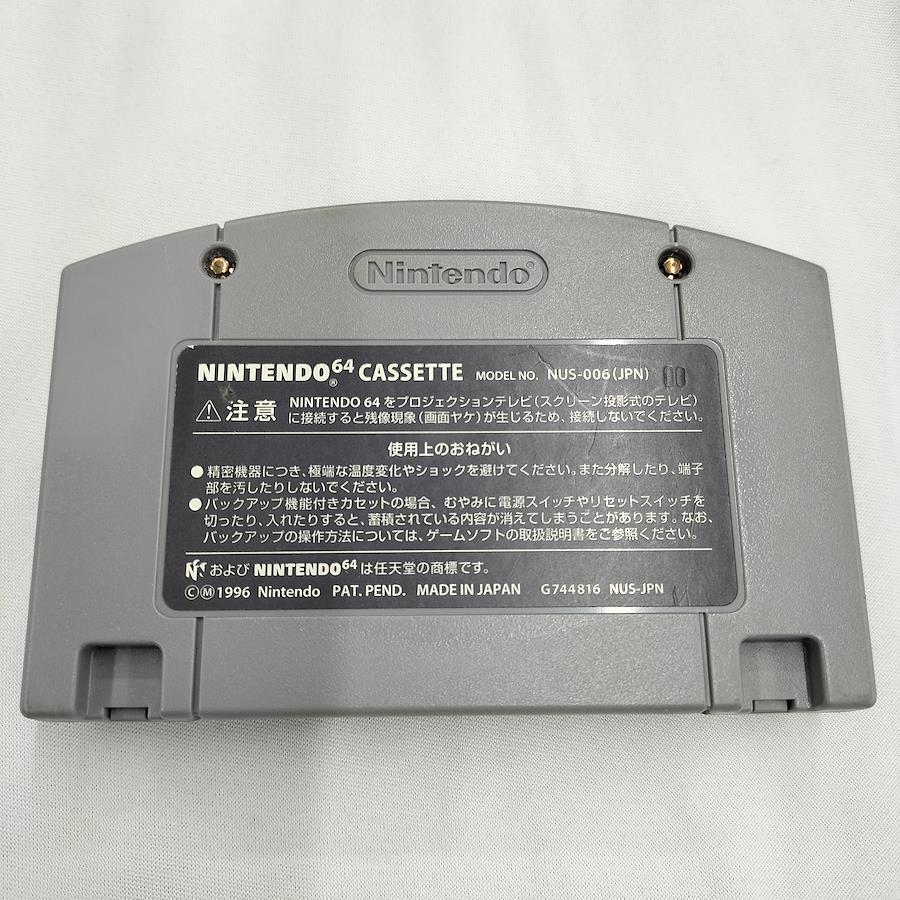 Nintendo®
NINTENDO64® CASSETTE MODEL NO. NUS-006(JPN)
⚠注意 NINTENDO 64をプロジェクションテレビ(スクリーン投影式のテレビ)
に接続すると残像現象(画面ヤケ)が生じるため、接続しないでください。
使用上のおねがい
●精密機器につき、極端な温度変化やショックを避けてください。また分解したり、端子
部を汚したりしないでください。
●バックアップ機能付きカセットの場合、むやみに電源スイッチやリセットスイッチを
切ったり、入れたりすると、蓄積されている内容が消えてしまうことがあります。なお、
バックアップの操作方法については、ゲームソフトの取扱説明書をご参照ください。
および NINTENDO64は任天堂の商標です。
ⒸⓂ1996 Nintendo PAT. PEND. MADE IN JAPAN G744816 NUS-JPN